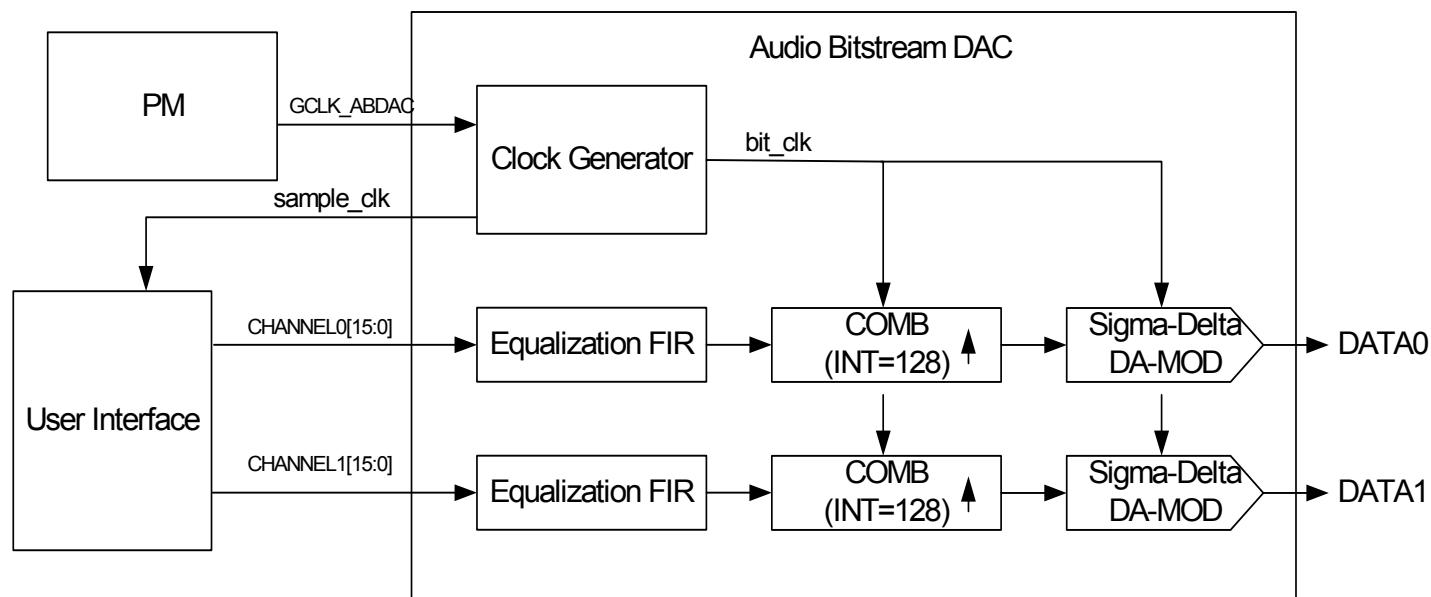 Audio Bitstream DAC
PM
GCLK_ABDAC
Clock Generator
bit_clk
sample_clk
User Interface
CHANNEL0[15:0]
Equalization FIR
COMB
(INT=128)
Sigma-Delta
DA-MOD
DATA0
CHANNEL1[15:0]
Equalization FIR
COMB
(INT=128)
Sigma-Delta
DA-MOD
DATA1